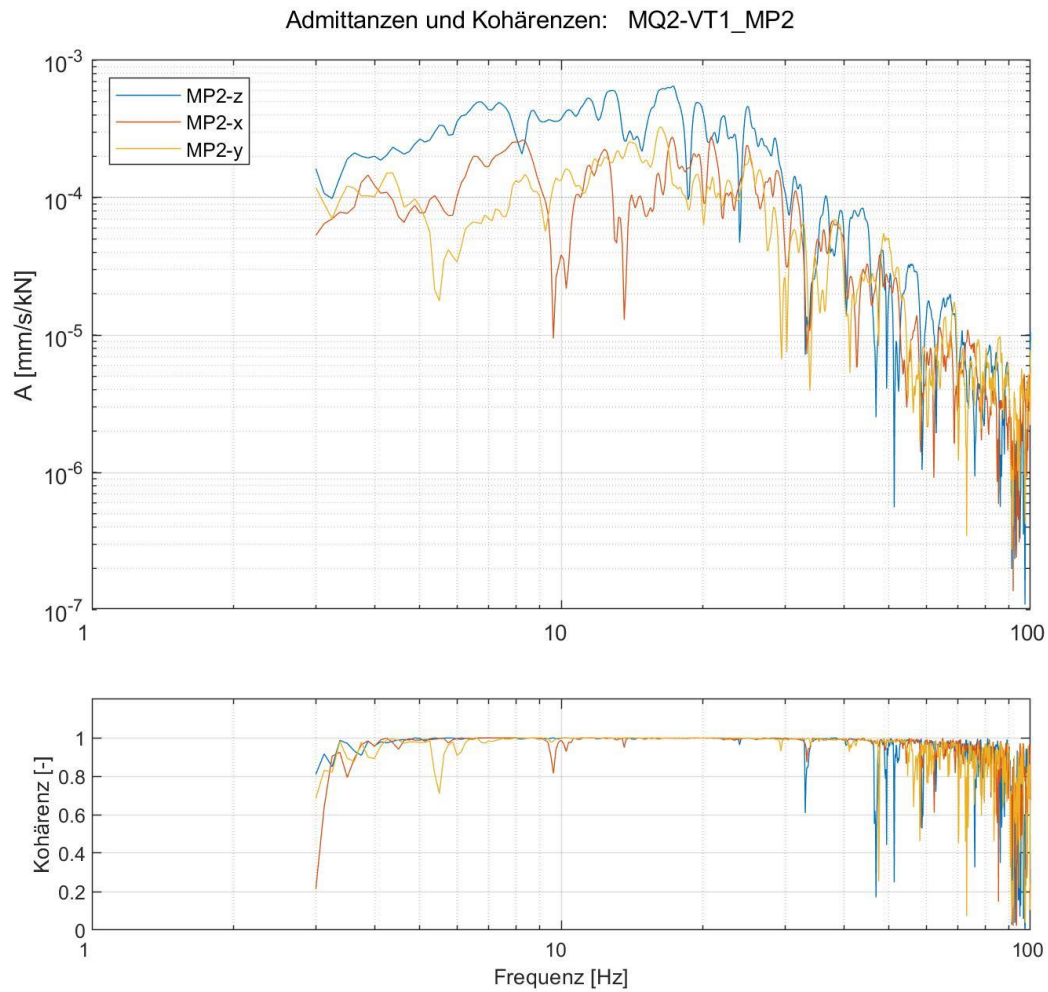 Admittanzen und Kohärenzen: MQ2-VT1_MP2
10⁻³
MP2-z
MP2-x
MP2-y
10⁻⁴
A [mm/s/kN]
10⁻⁵
10⁻⁶
10⁻⁷
1
10
100
Kohärenz [-]
1
0.8
0.6
0.4
0.2
0
1
10
100
Frequenz [Hz]